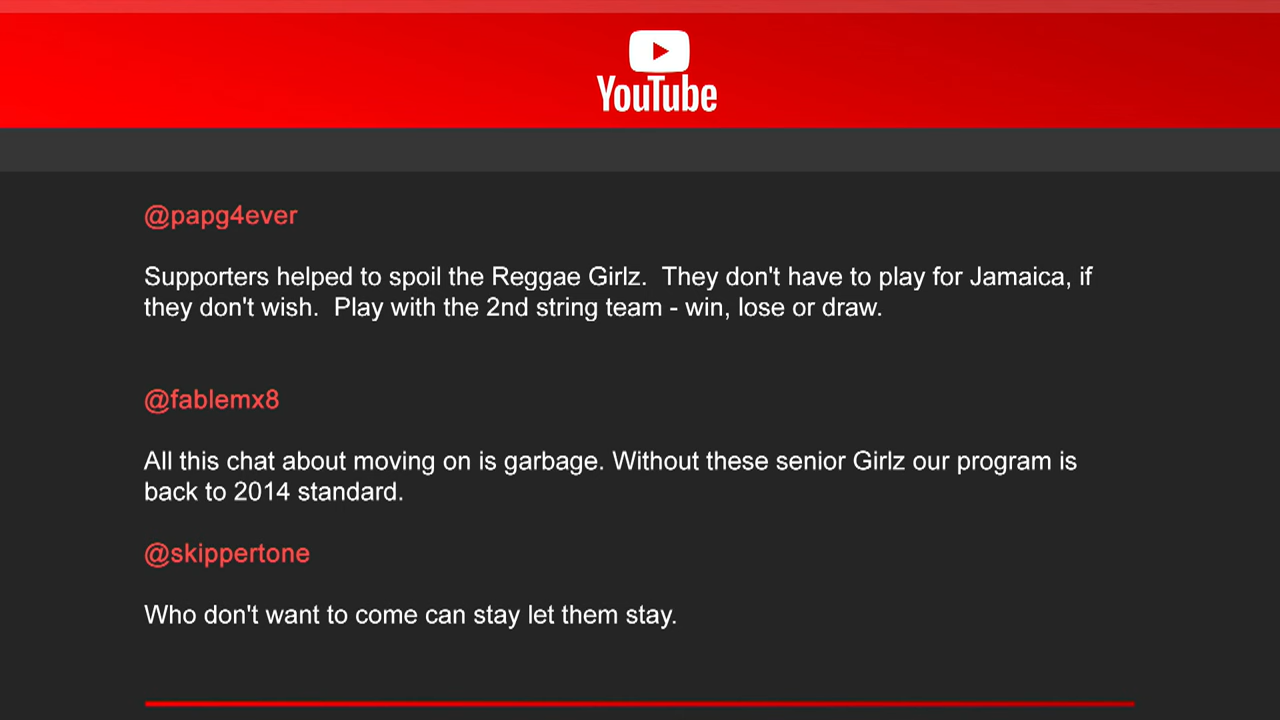 YouTube
@papg4ever
Supporters helped to spoil the Reggae Girlz.  They don't have to play for Jamaica, if
they don't wish.  Play with the 2nd string team - win, lose or draw.
@fablemx8
All this chat about moving on is garbage. Without these senior Girlz our program is
back to 2014 standard.
@skippertone
Who don't want to come can stay let them stay.